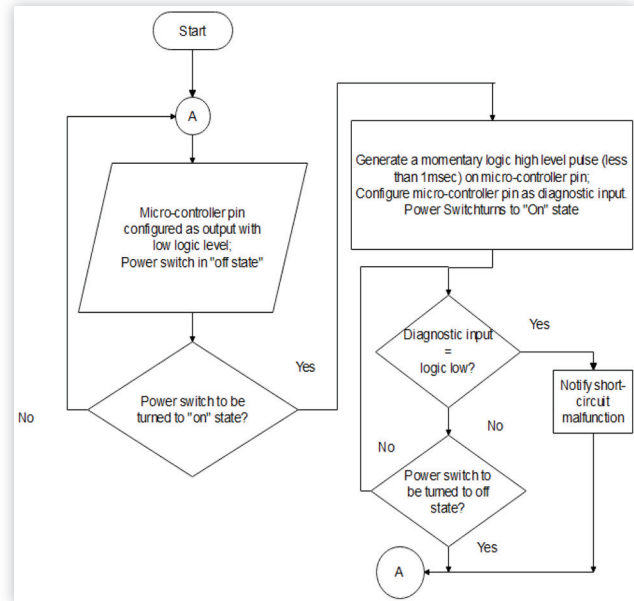 Start
A
Micro-controller pin
configured as output with
low logic level;
Power switch in "off state"
Power switch to be
turned to "on" state?
No
Yes
Generate a momentary logic high level pulse (less
than 1msec) on micro-controller pin;
Configure micro-controller pin as diagnostic input.
Power Switchturns to "On" state
Diagnostic input
=
logic low?
Yes
Notify short-
circuit
malfunction
No
No
Power switch to
be turned to off
state?
Yes
A